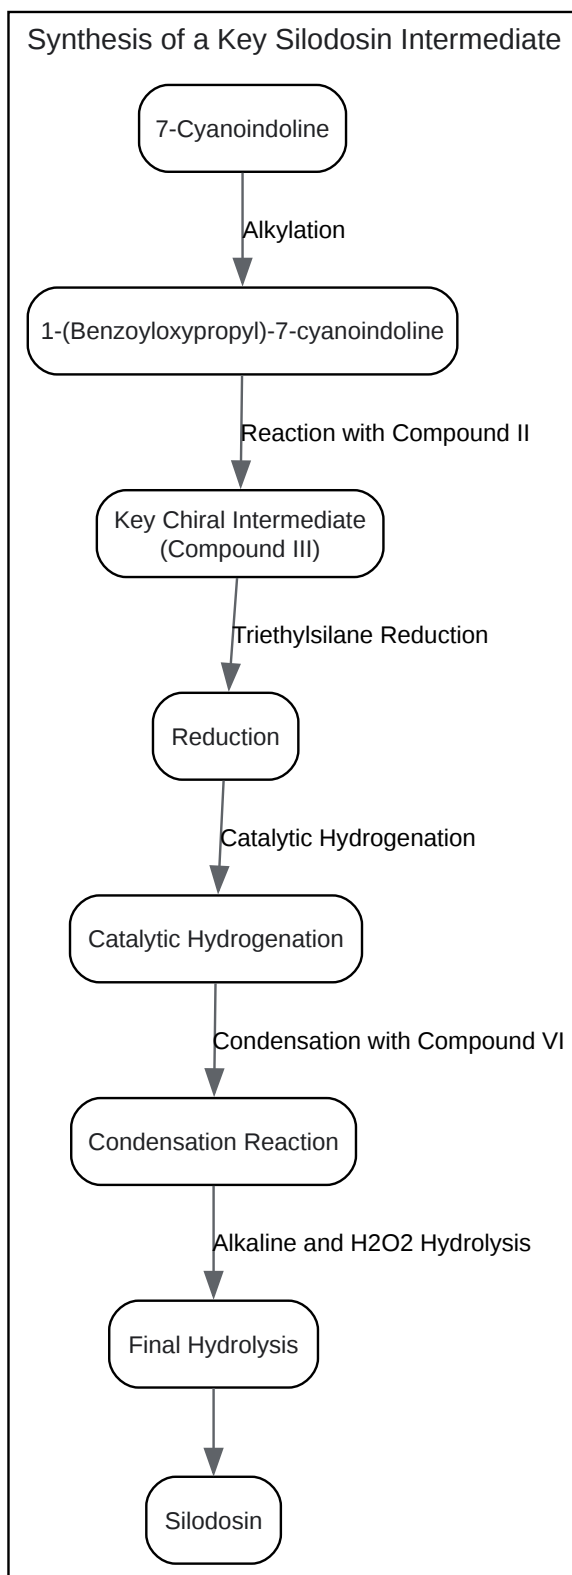 Synthesis of a Key Silodosin Intermediate
7-Cyanoindoline
Alkylation
1-(Benzoyloxypropyl)-7-cyanoindoline
Reaction with Compound II
Key Chiral Intermediate
(Compound III)
Triethylsilane Reduction
Reduction
Catalytic Hydrogenation
Catalytic Hydrogenation
Condensation with Compound VI
Condensation Reaction
Alkaline and H2O2 Hydrolysis
Final Hydrolysis
Silodosin